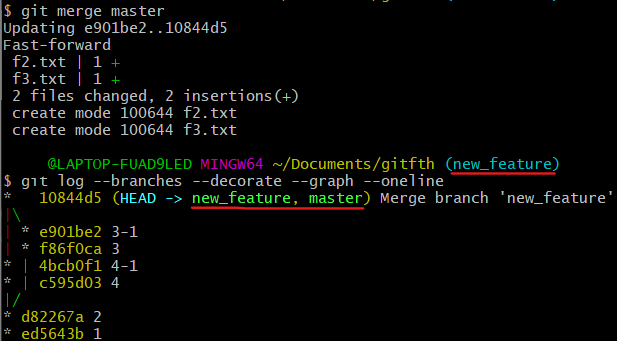 $ git merge master
Updating e901be2..10844d5
Fast-forward
 f2.txt | 1 +
 f3.txt | 1 +
 2 files changed, 2 insertions(+)
 create mode 100644 f2.txt
 create mode 100644 f3.txt
@LAPTOP-FUAD9LED MINGW64 ~/Documents/gitfth (new_feature)
$ git log --branches --decorate --graph --oneline
*   10844d5 (HEAD -> new_feature, master) Merge branch 'new_feature'
|\
| * e901be2 3-1
| * f86f0ca 3
* | 4bcb0f1 4-1
* | c595d03 4
|/
* d82267a 2
* ed5643b 1